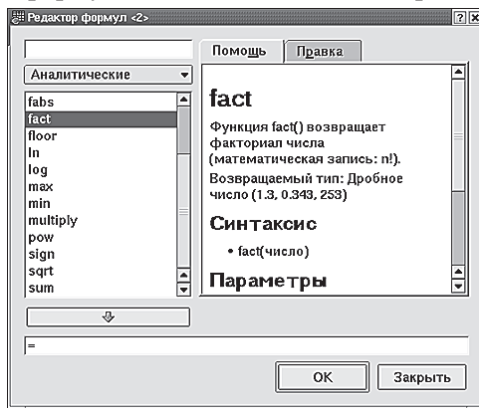 Редактор формул <2>
Помощь
Правка
Аналитические
fabs
fact
floor
ln
log
max
min
multiply
pow
sign
sqrt
sum
fact
Функция fact() возвращает
факториал числа
(математическая запись: n!).
Возвращаемый тип: Дробное
число (1.3, 0.343, 253)
Синтаксис
• fact(число)
Параметры
=
OK
Закрыть